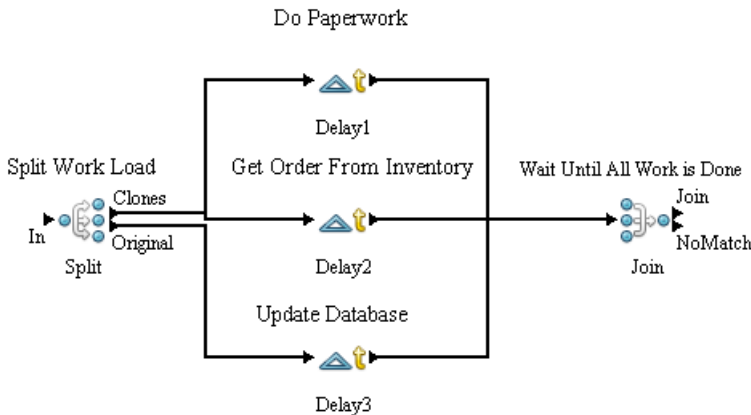 Do Paperwork
Delay1
Split Work Load
Get Order From Inventory
Wait Until All Work is Done
Clones
Join
In
Original
NoMatch
Split
Delay2
Join
Update Database
Delay3